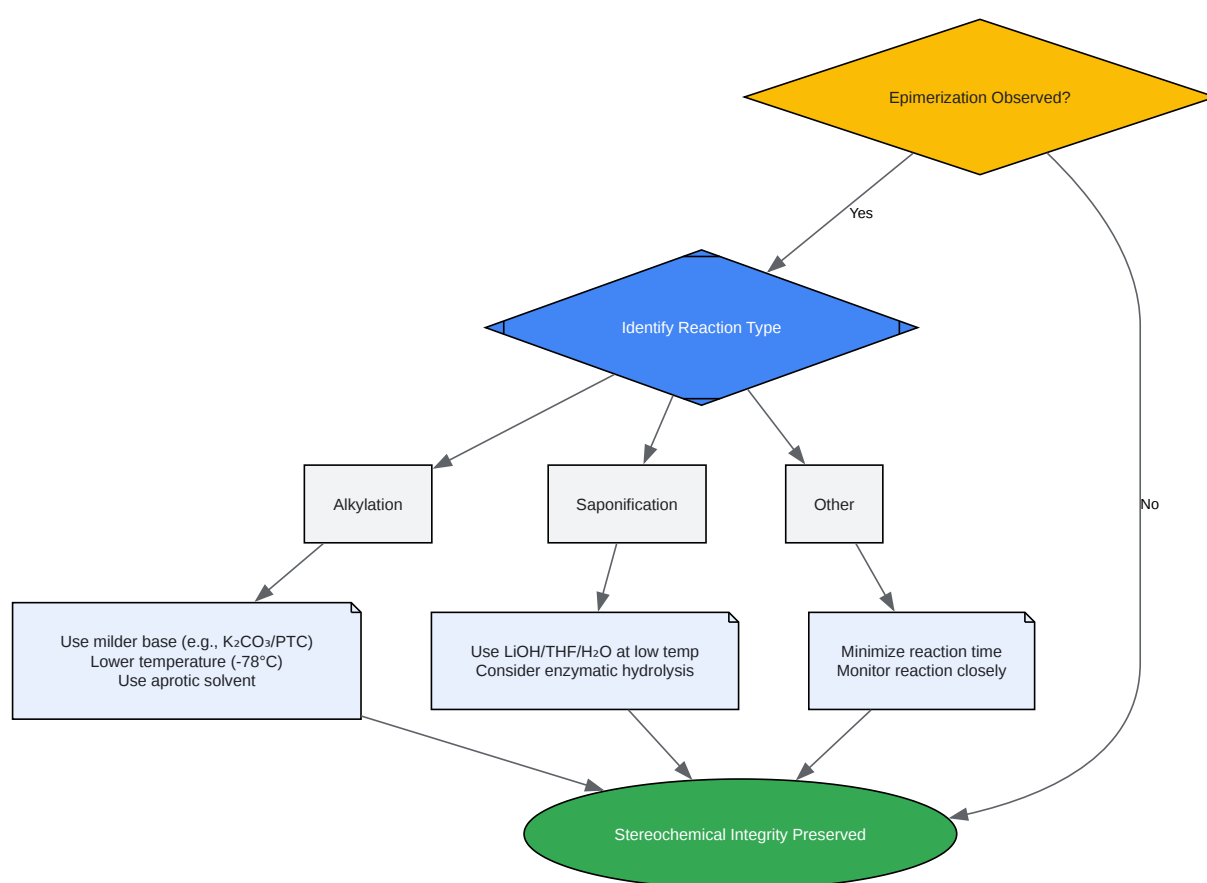 Epimerization Observed?
Yes
Identify Reaction Type
Alkylation
Saponification
Other
No
Use milder base (e.g., K₂CO₃/PTC)
Lower temperature (-78°C)
Use aprotic solvent
Use LiOH/THF/H₂O at low temp
Consider enzymatic hydrolysis
Minimize reaction time
Monitor reaction closely
Stereochemical Integrity Preserved